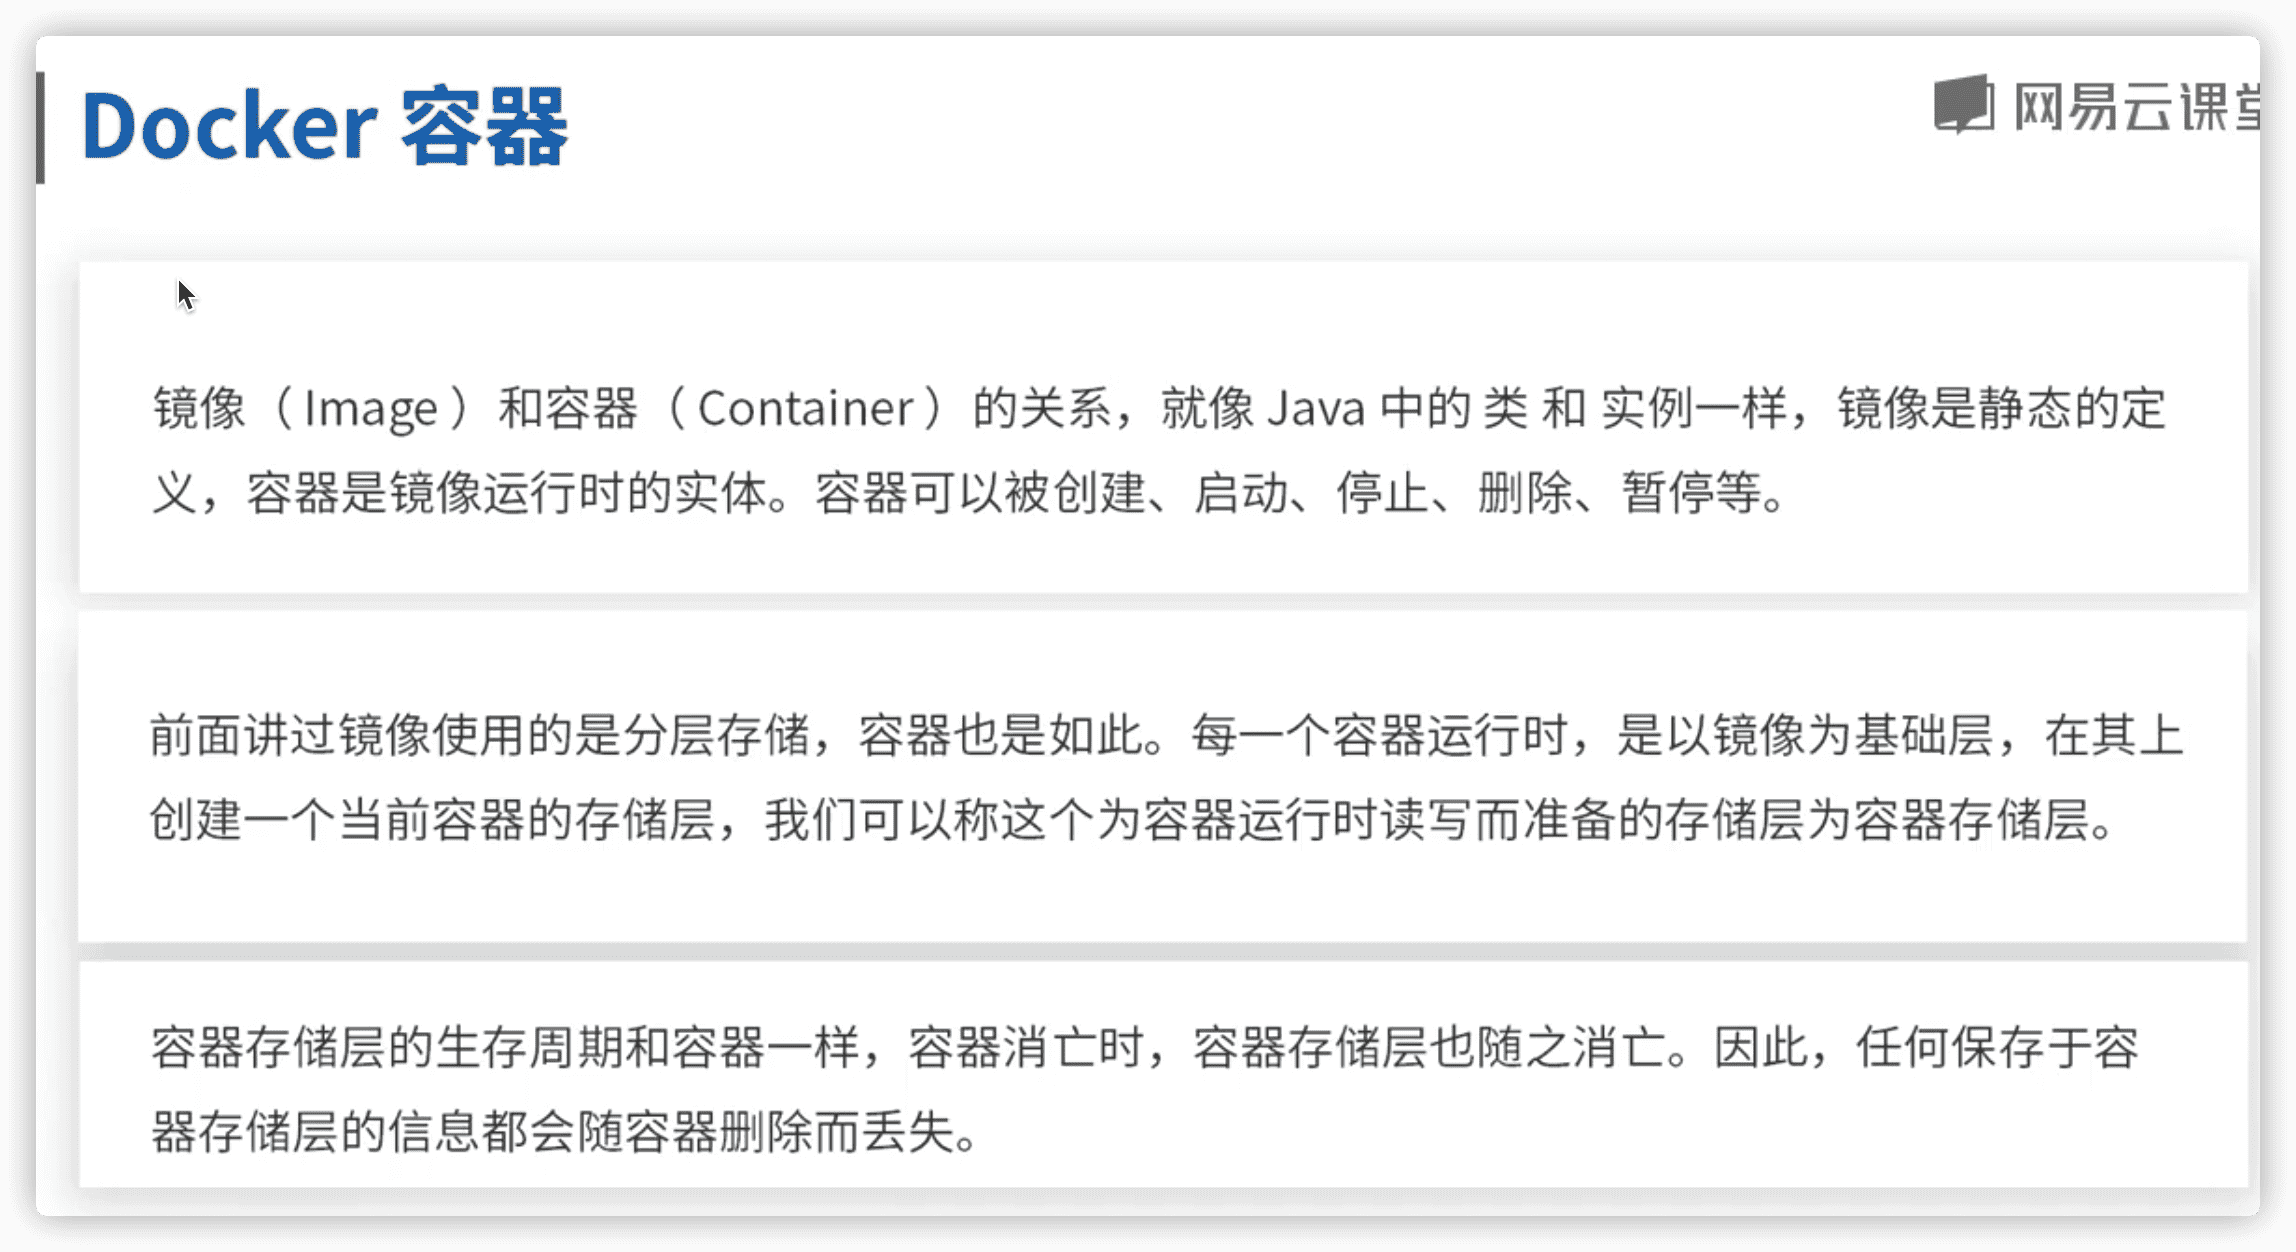 Docker 容器
网易云课堂
镜像（Image）和容器（Container）的关系，就像 Java 中的 类 和 实例一样，镜像是静态的定
义，容器是镜像运行时的实体。容器可以被创建、启动、停止、删除、暂停等。
前面讲过镜像使用的是分层存储，容器也是如此。每一个容器运行时，是以镜像为基础层，在其上
创建一个当前容器的存储层，我们可以称这个为容器运行时读写而准备的存储层为容器存储层。
容器存储层的生存周期和容器一样，容器消亡时，容器存储层也随之消亡。因此，任何保存于容
器存储层的信息都会随容器删除而丢失。